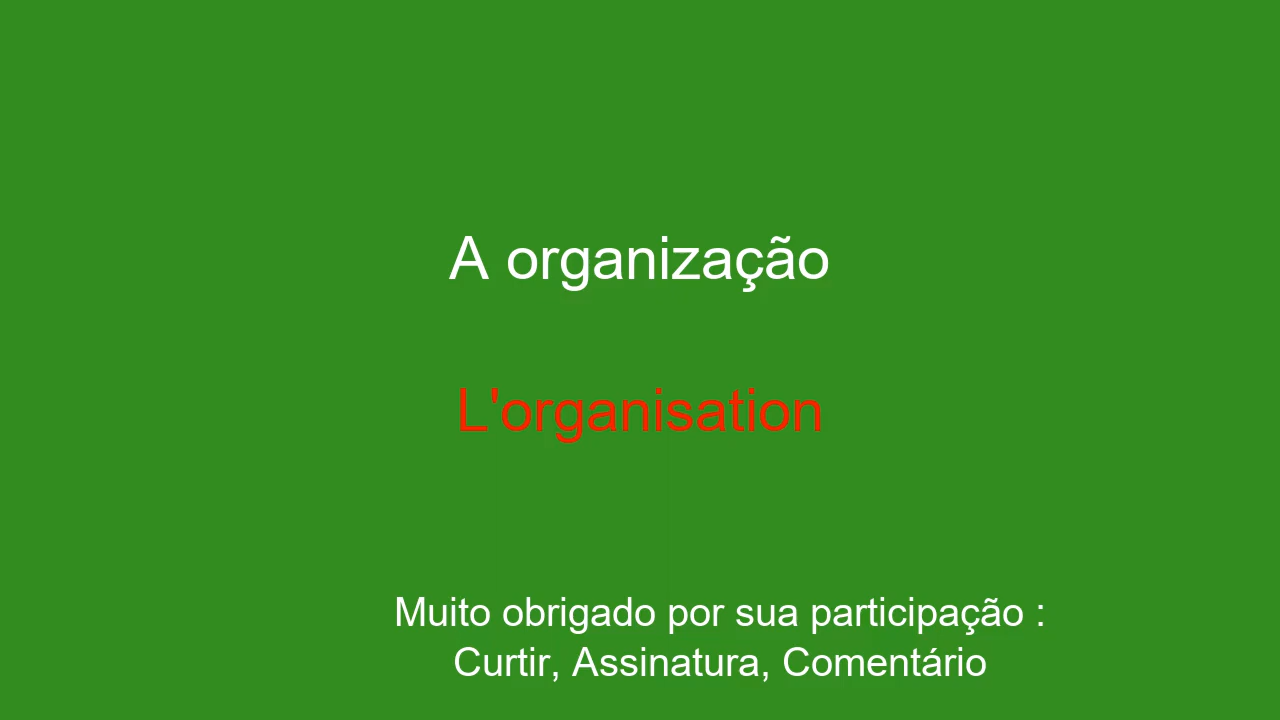 A organização
L'organisation
Muito obrigado por sua participação :
Curtir, Assinatura, Comentário